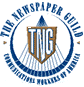 THE NEWSPAPER GUILD
TNG
COMMUNICATIONS WORKERS OF AMERICA